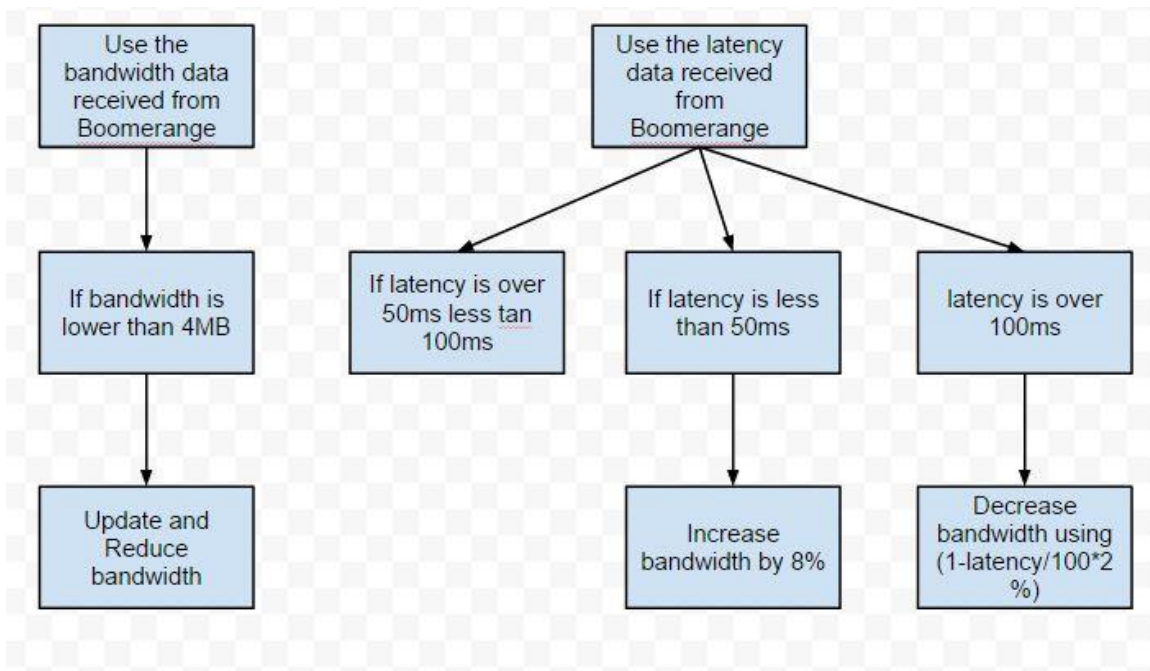 Use the
bandwidth data
received from
Boomerange
Use the latency
data received
from
Boomerange
If bandwidth is
lower than 4MB
If latency is over
50ms less tan
100ms
If latency is less
than 50ms
latency is over
100ms
Update and
Reduce
bandwidth
Increase
bandwidth by 8%
Decrease
bandwidth using
(1-latency/100*2
%)